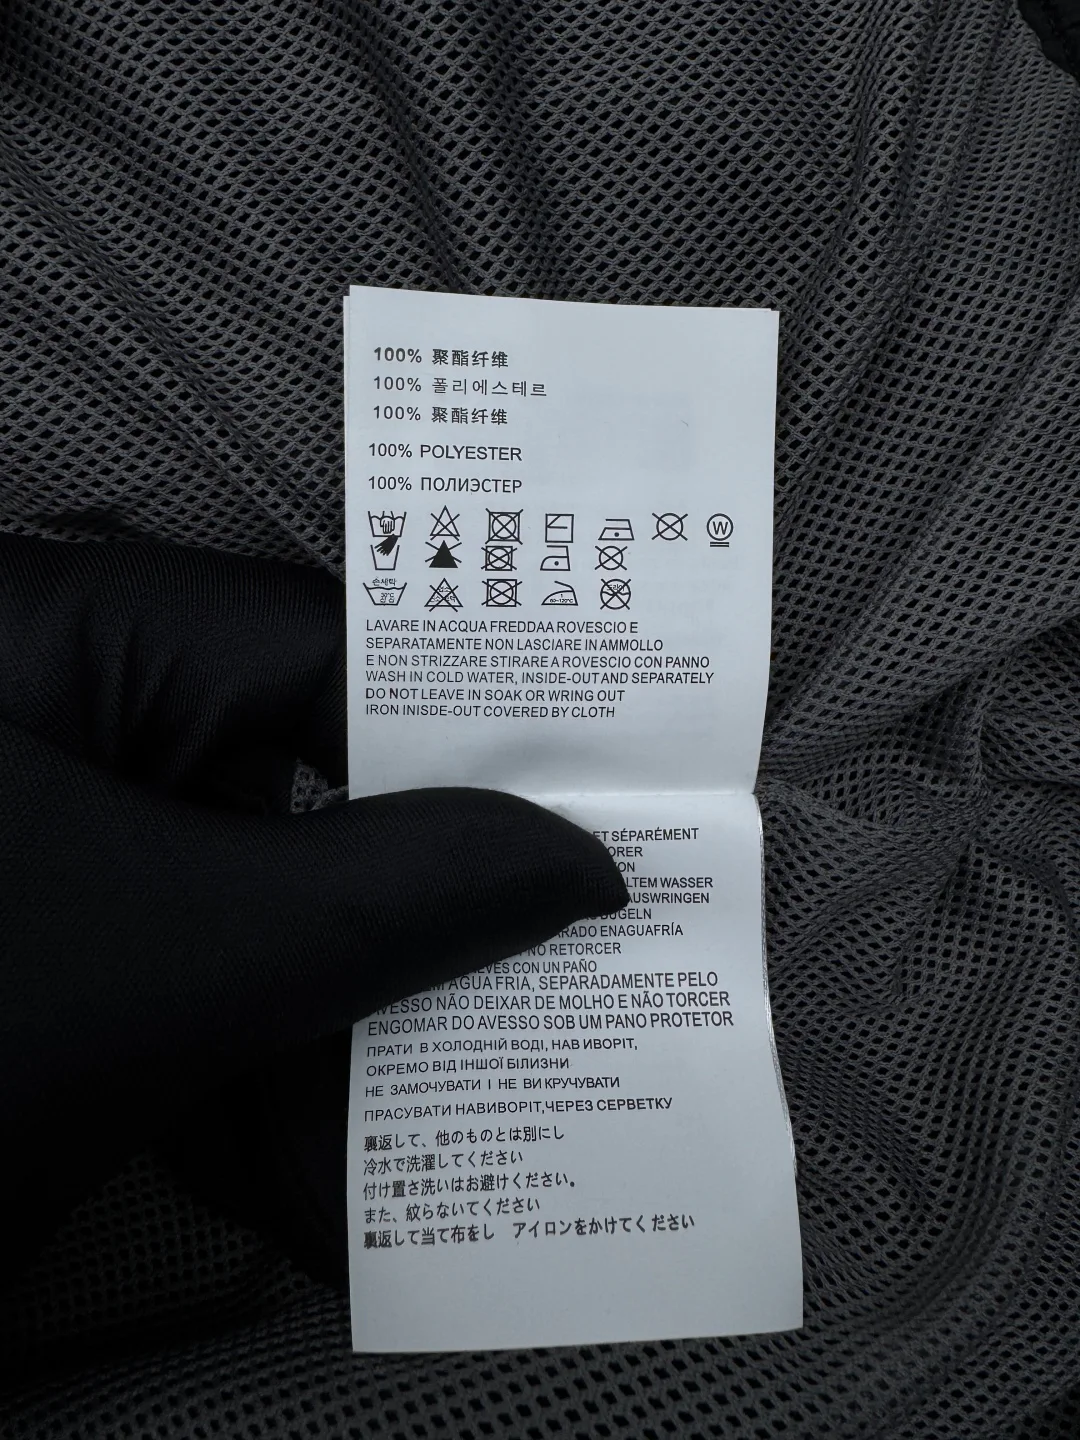 100% 聚酯纤维
100% 폴리에스테르
100% 聚酯纤维
100% POLYESTER
100% ПОЛИЭСТЕР
W
손세탁
30℃
60~120℃
LAVARE IN ACQUA FREDDAA ROVESCIO E
SEPARATAMENTE NON LASCIARE IN AMMOLLO
E NON STRIZZARE STIRARE A ROVESCIO CON PANNO
WASH IN COLD WATER, INSIDE-OUT AND SEPARATELY
DO NOT LEAVE IN SOAK OR WRING OUT
IRON INISDE-OUT COVERED BY CLOTH
ET SÉPARÉMENT
WASSER
AUSWRINGEN
ENAGUAFRÍA
NO RETORCER
CON UN PAÑO
AGUA FRIA, SEPARADAMENTE PELO
AVESSO NÃO DEIXAR DE MOLHO E NÃO TORCER
ENGOMAR DO AVESSO SOB UM PANO PROTETOR
ПРАТИ В ХОЛОДНІЙ ВОДІ, НАВ ИВОРІТ,
ОКРЕМО ВІД ІНШОЇ БІЛИЗНИ
НЕ ЗАМОЧУВАТИ І НЕ ВИ КРУЧУВАТИ
ПРАСУВАТИ НАВИВОРІТ,ЧЕРЕЗ СЕРВЕТКУ
裏返して、他のものとは別にし
冷水で洗濯してください
付け置き洗いはお避けください。
また、絞らないでください
裏返して当て布をし アイロンをかけてください